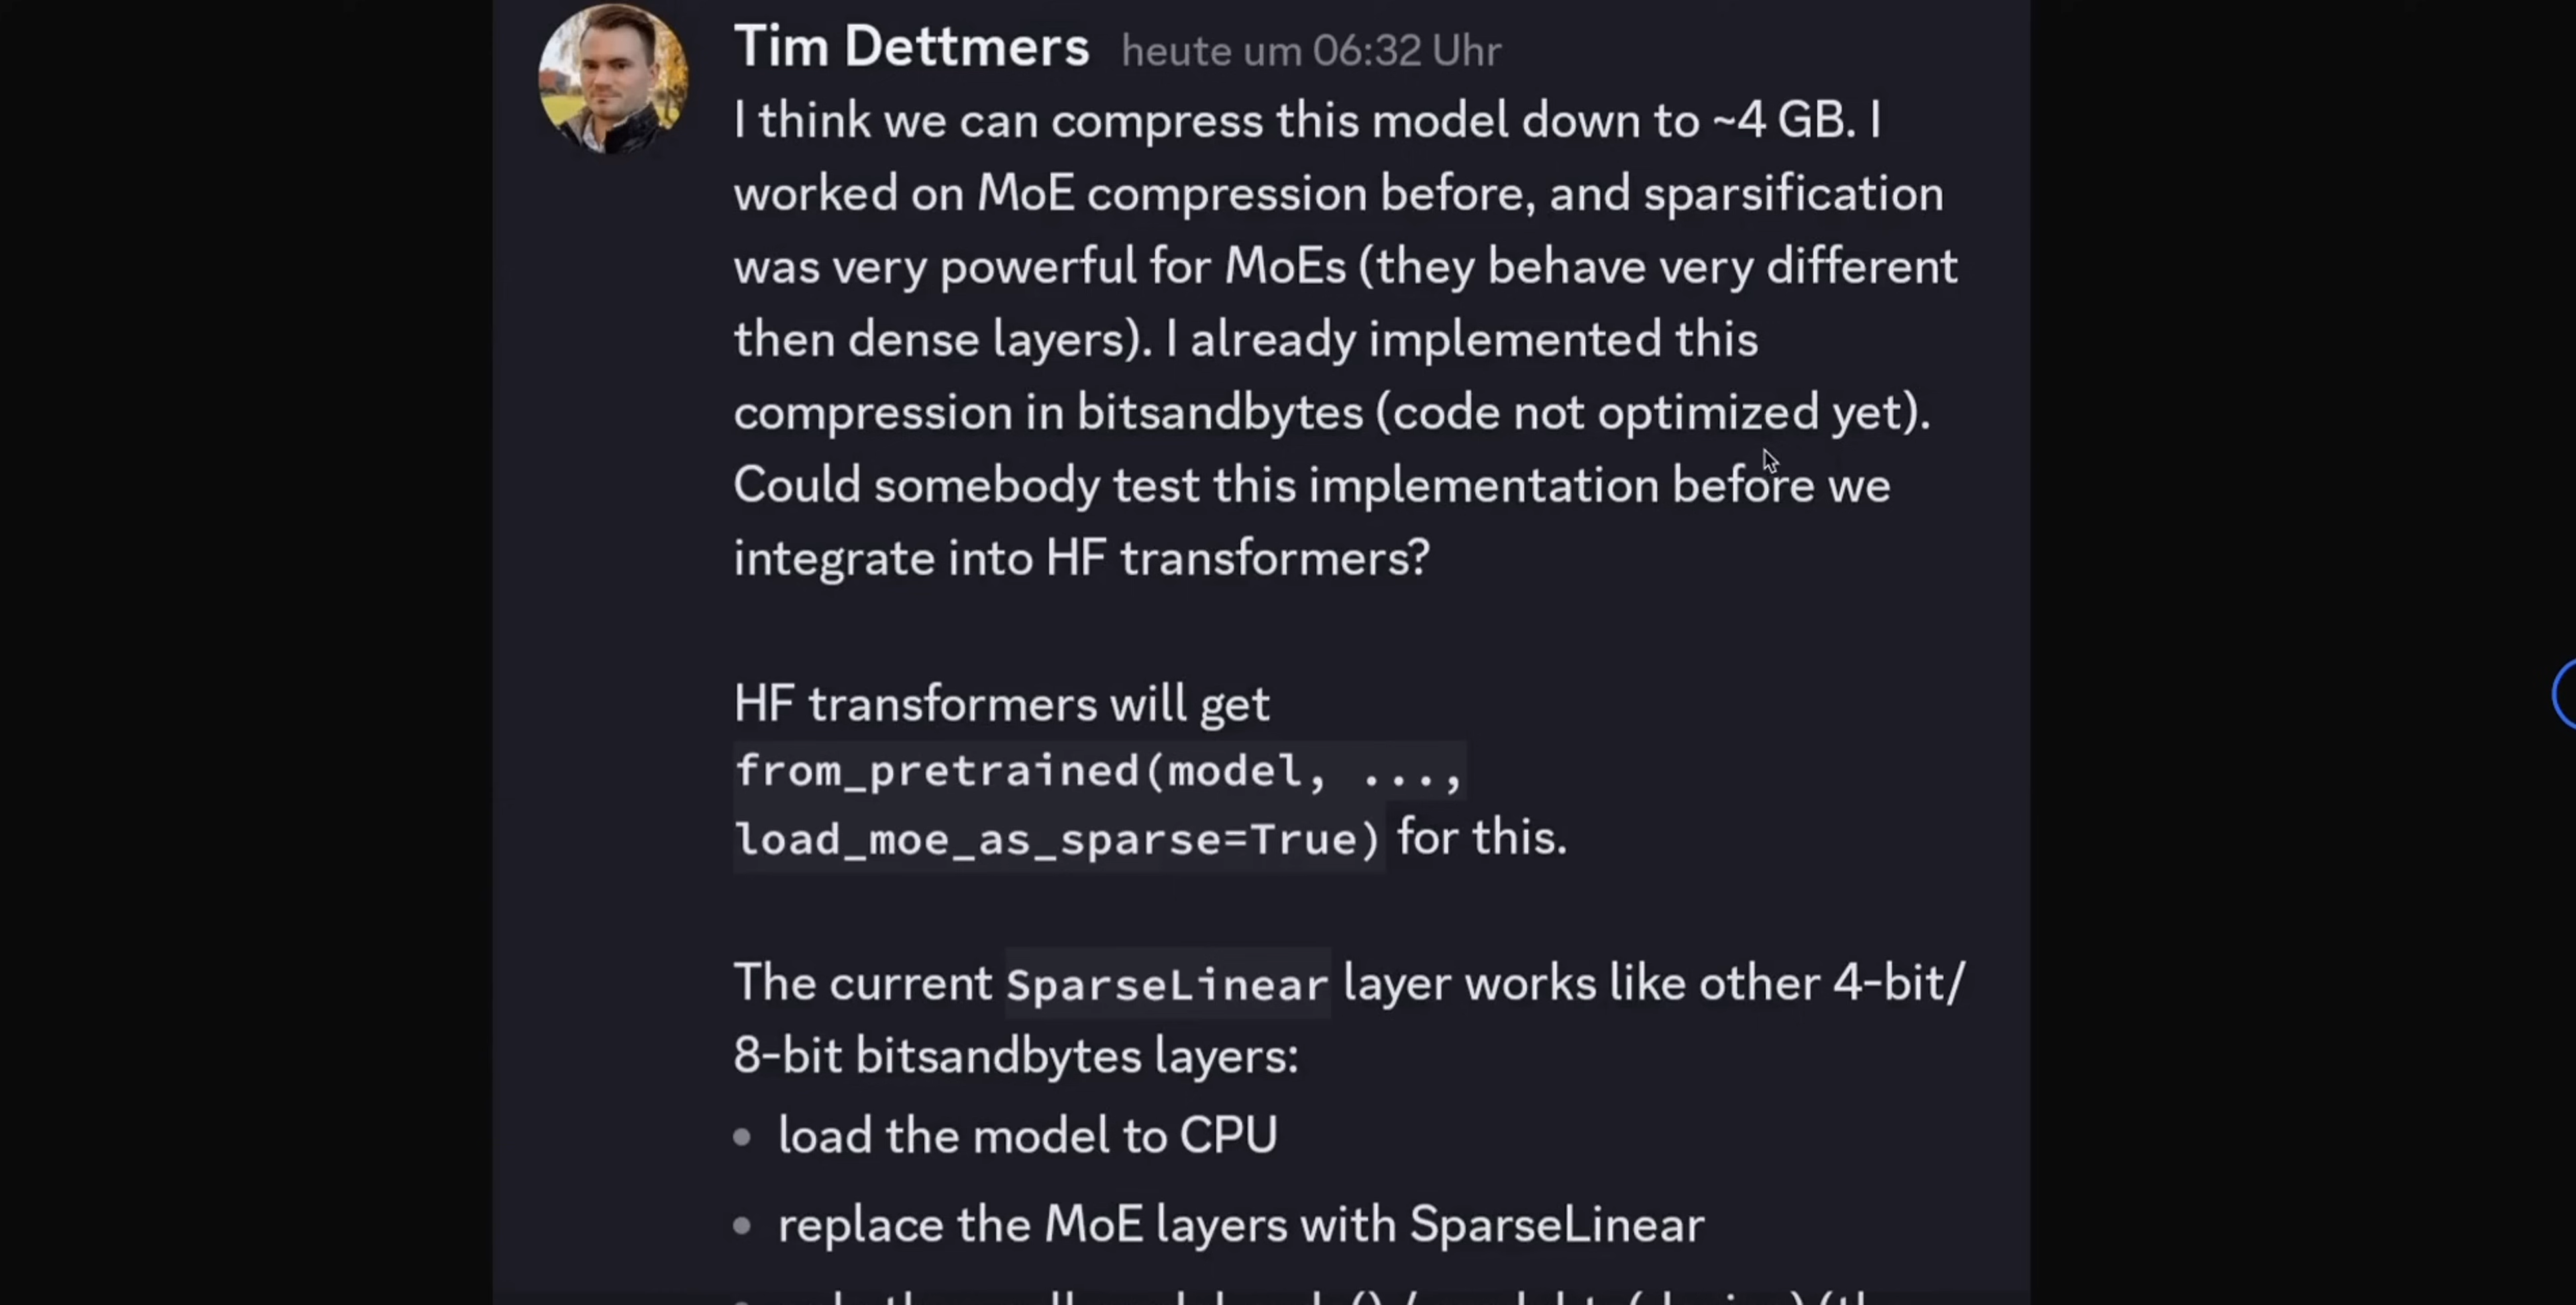 Tim Dettmers heute um 06:32 Uhr
I think we can compress this model down to ~4 GB. I
worked on MoE compression before, and sparsification
was very powerful for MoEs (they behave very different
then dense layers). I already implemented this
compression in bitsandbytes (code not optimized yet).
Could somebody test this implementation before we
integrate into HF transformers?
HF transformers will get
from_pretrained(model, ...,
load_moe_as_sparse=True) for this.
The current SparseLinear layer works like other 4-bit/
8-bit bitsandbytes layers:
• load the model to CPU
• replace the MoE layers with SparseLinear